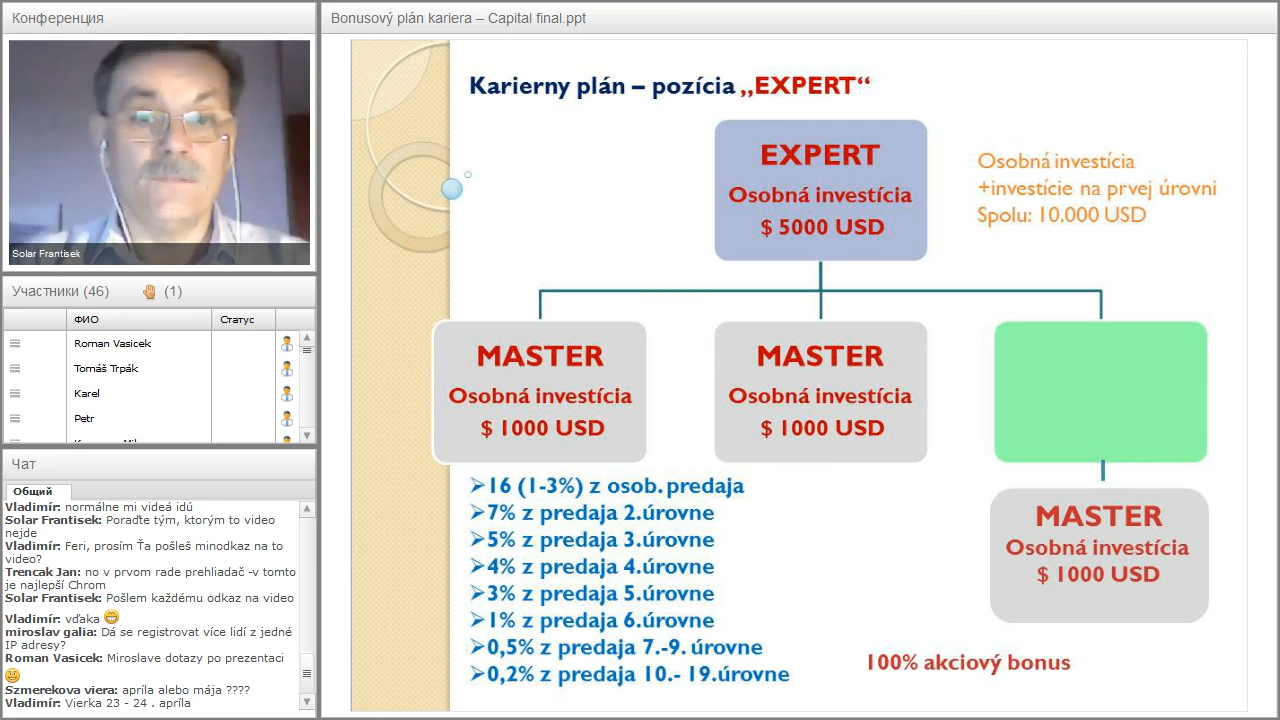 Конференция
Solar Frantisek
Участники (46) (1)
ФИО Статус
Roman Vasicek
Tomáš Trpák
Karel
Petr
Чат
Общий
Vladimír: normálne mi videá idú
Solar Frantisek: Poraďte tým, ktorým to video
nejde
Vladimír: Feri, prosím Ťa pošleš minodkaz na to
video?
Trencak Jan: no v prvom rade prehliadač -v tomto
je najlepší Chrom
Solar Frantisek: Pošlem každému odkaz na video
Vladimír: vďaka
miroslav galia: Dá se registrovat více lidí z jedné
IP adresy?
Roman Vasicek: Miroslave dotazy po prezentaci
Szmerekova viera: apríla alebo mája ????
Vladimír: Vierka 23 - 24 . apríla
Bonusový plán kariera – Capital final.ppt
Karierny plán – pozícia „EXPERT“
EXPERT
Osobná investícia
$ 5000 USD
Osobná investícia
+investície na prvej úrovni
Spolu: 10.000 USD
MASTER
Osobná investícia
$ 1000 USD
MASTER
Osobná investícia
$ 1000 USD
MASTER
Osobná investícia
$ 1000 USD
➢16 (1-3%) z osob. predaja
➢7% z predaja 2.úrovne
➢5% z predaja 3.úrovne
➢4% z predaja 4.úrovne
➢3% z predaja 5.úrovne
➢1% z predaja 6.úrovne
➢0,5% z predaja 7.-9. úrovne
➢0,2% z predaja 10.- 19.úrovne
100% akciový bonus